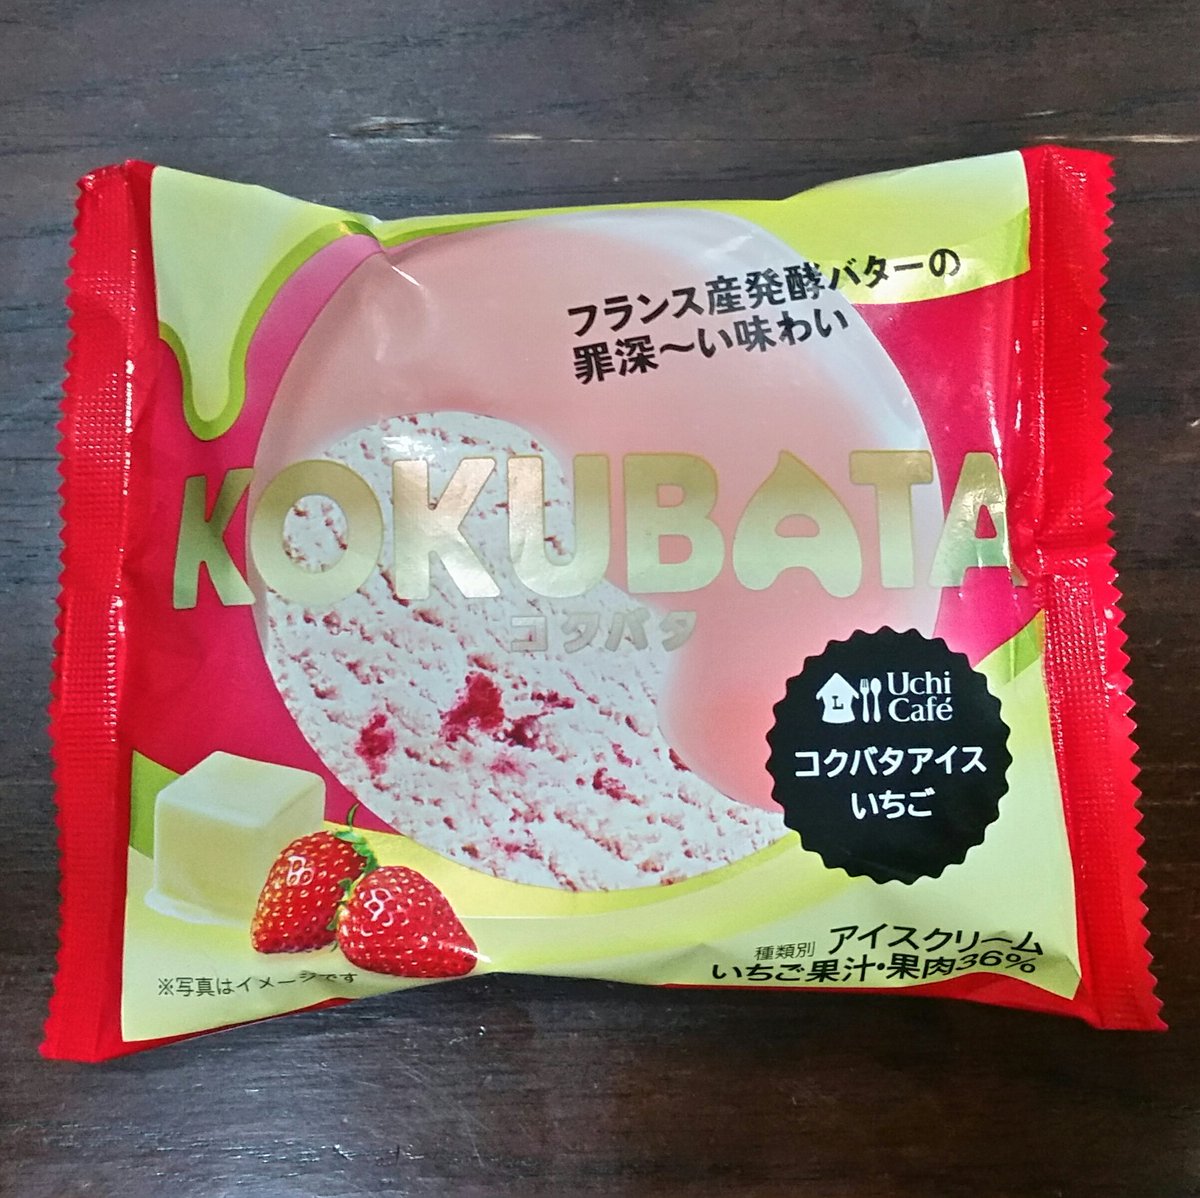 フランス産発酵バターの
罪深～い味わい
KOKUBATA
コクバタ
L
Uchi
Café
コクバタアイス
いちご
種類別 アイスクリーム
いちご果汁・果肉36%
※写真はイメージです